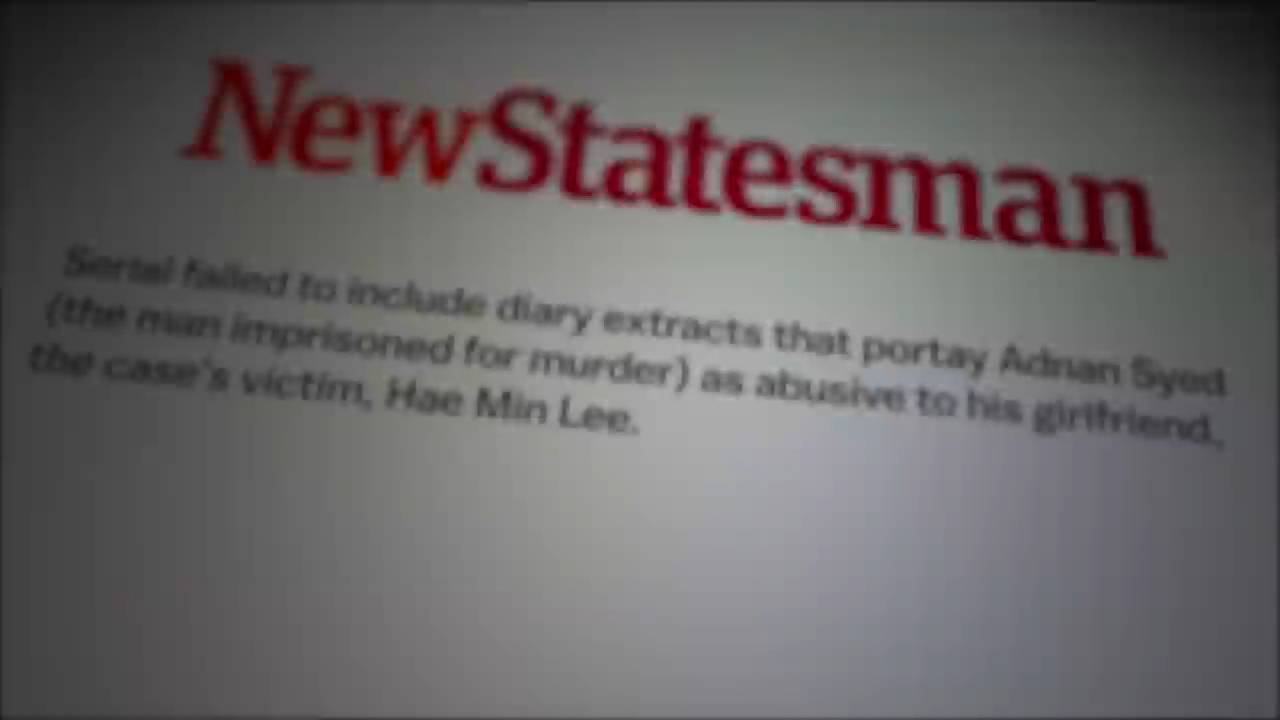 NewStatesman
Serial failed to include diary extracts that portay Adnan Syed
(the man imprisoned for murder) as abusive to his girlfriend,
the case's victim, Hae Min Lee.